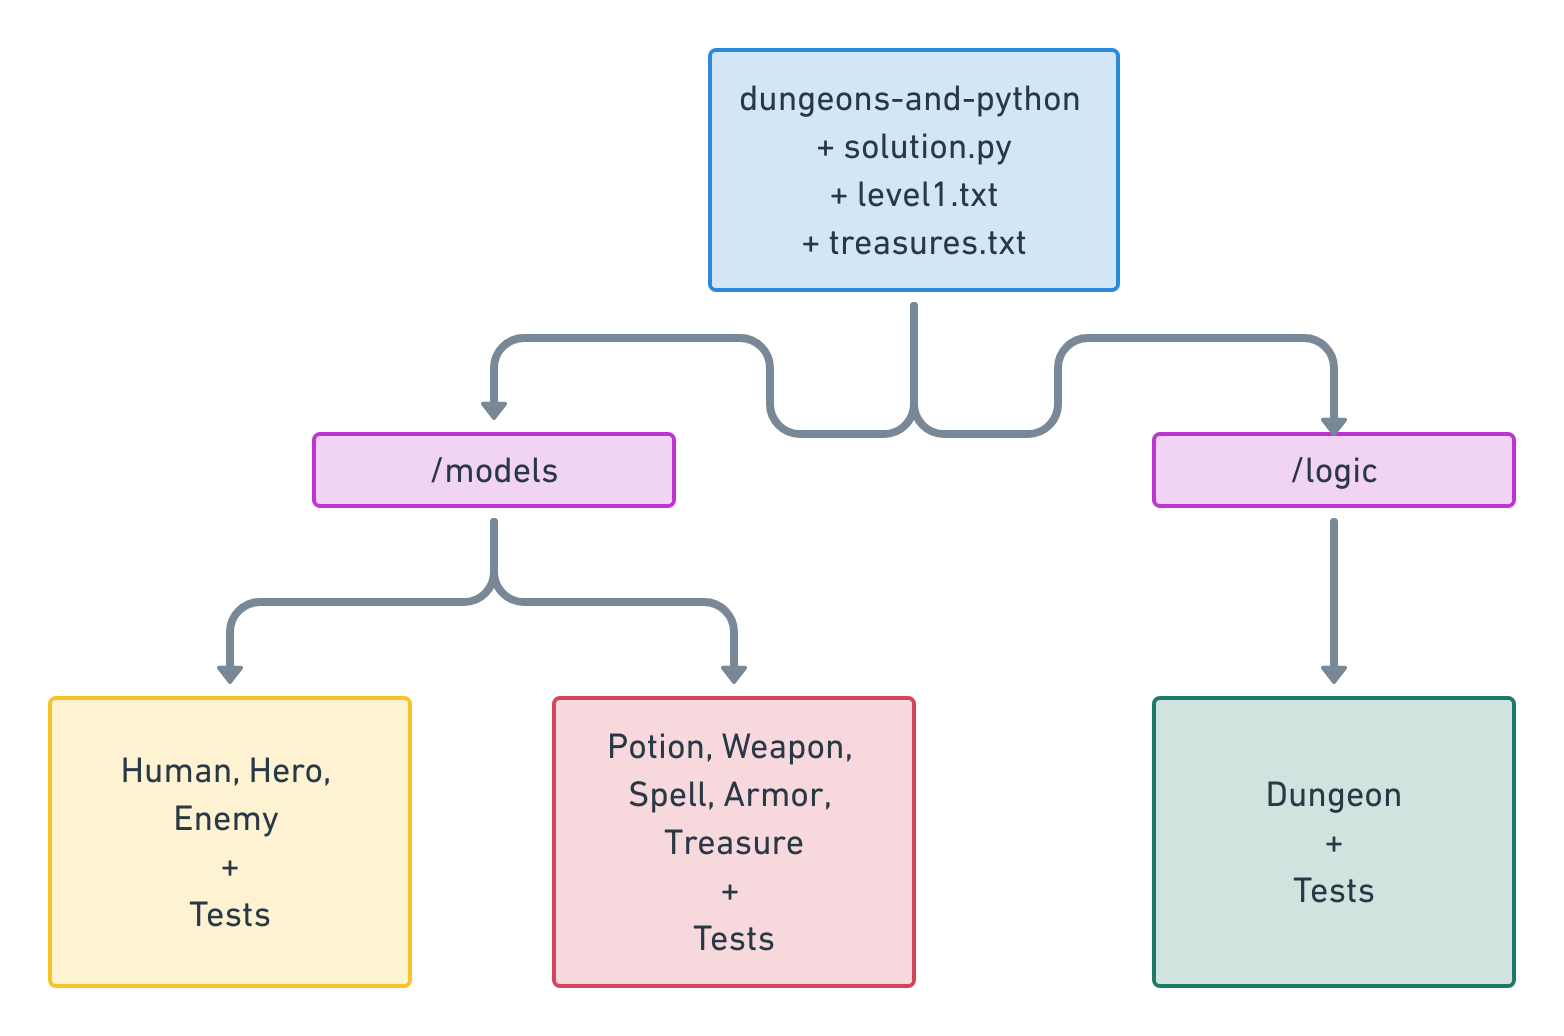 dungeons-and-python
+ solution.py
+ level1.txt
+ treasures.txt
/models
/logic
Human, Hero,
Enemy
+
Tests
Potion, Weapon,
Spell, Armor,
Treasure
+
Tests
Dungeon
+
Tests